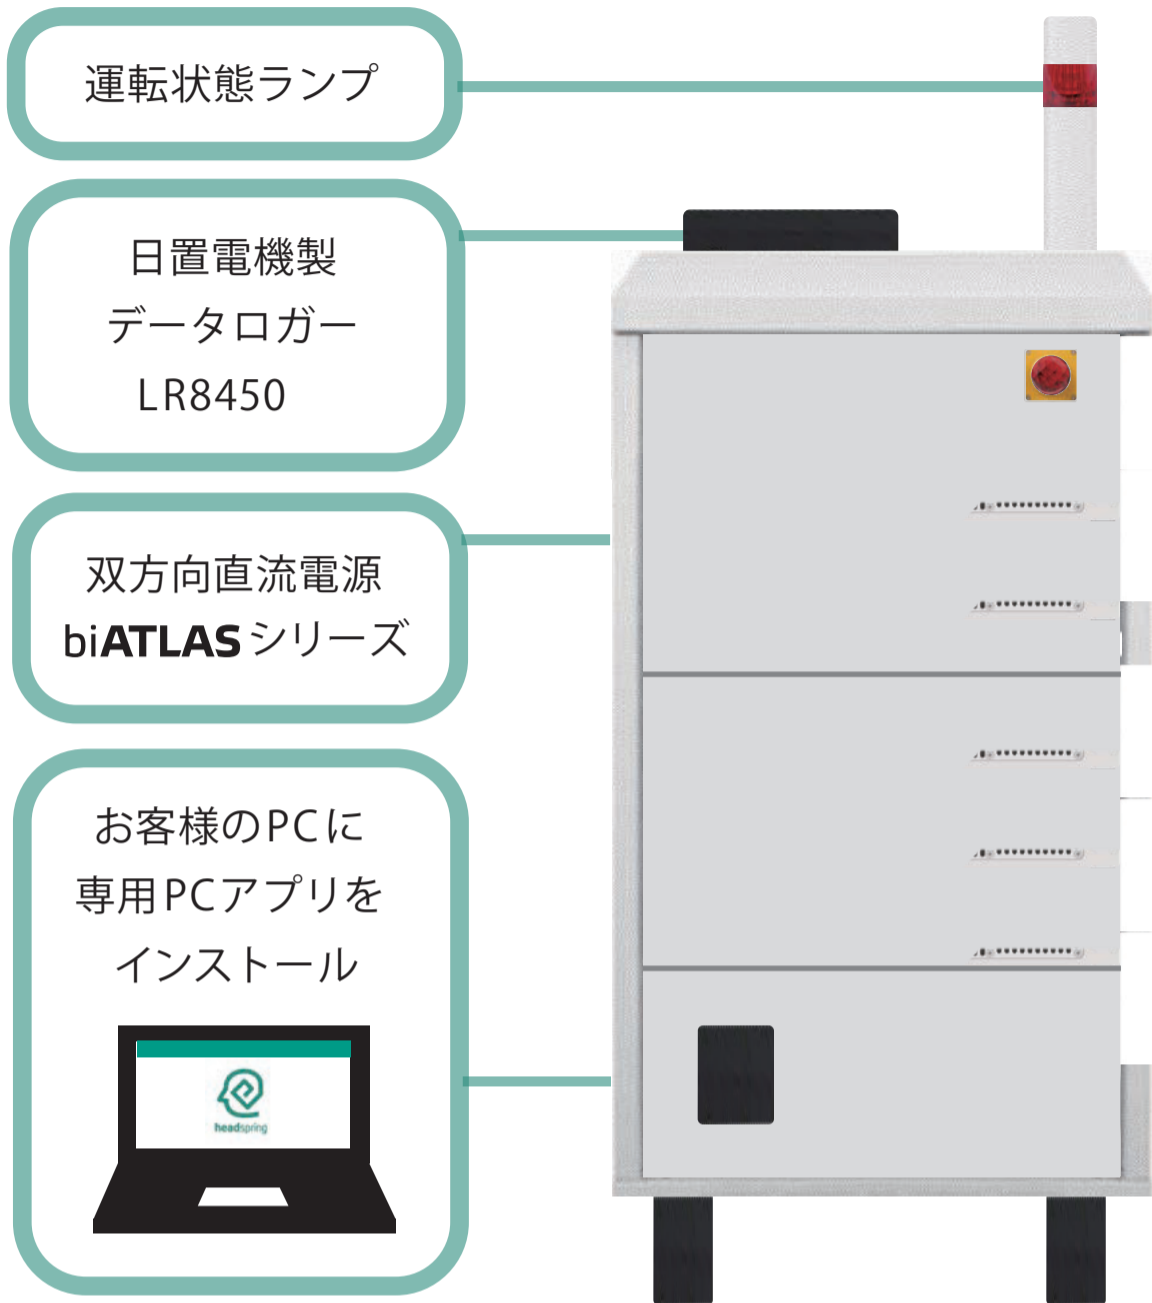 運転状態ランプ
日置電機製
データロガー
LR8450
双方向直流電源
biATLASシリーズ
お客様のPCに
専用PCアプリを
インストール
headspring